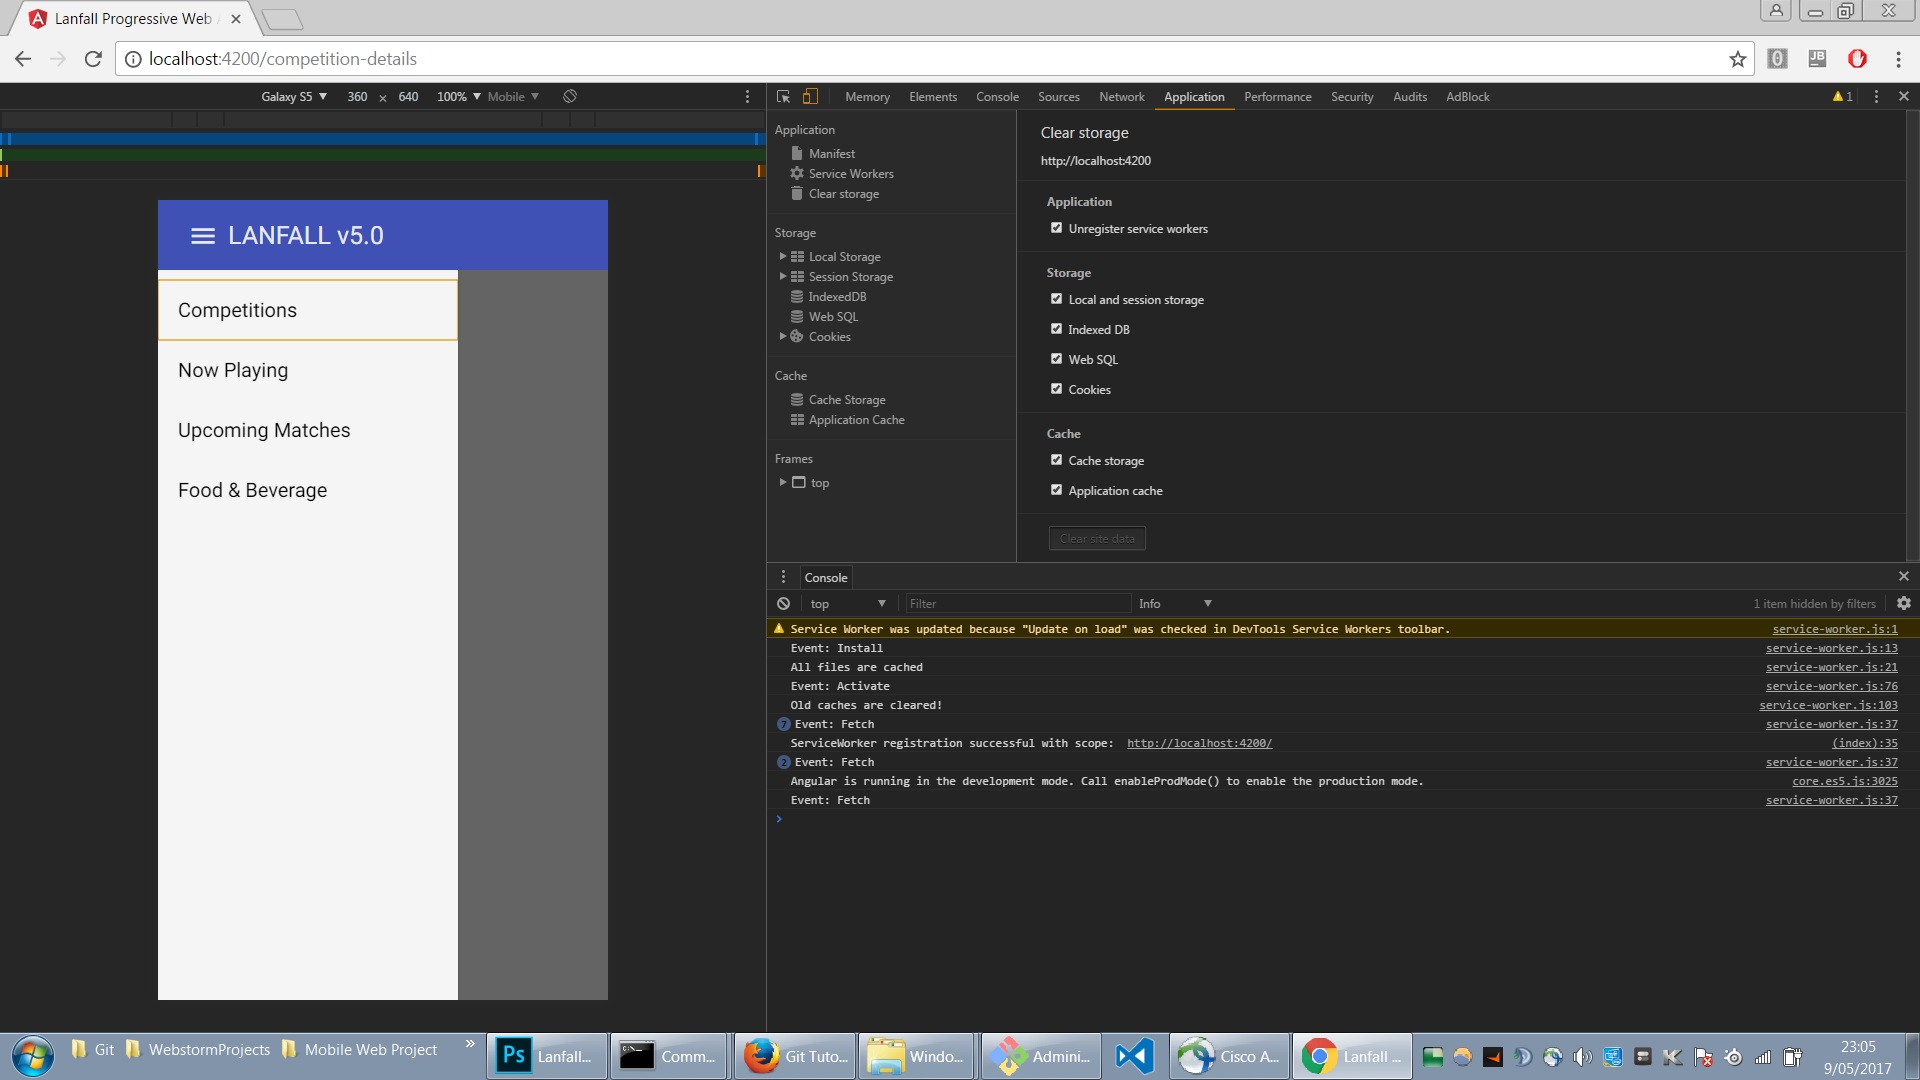 Lanfall Progressive Web A
localhost:4200/competition-details
Galaxy S5 ▼ 360 x 640 100% ▼ Mobile ▼
LANFALL v5.0
Competitions
Now Playing
Upcoming Matches
Food & Beverage
Memory Elements Console Sources Network Application Performance Security Audits AdBlock 1
Application
Manifest
Service Workers
Clear storage
Storage
Local Storage
Session Storage
IndexedDB
Web SQL
Cookies
Cache
Cache Storage
Application Cache
Frames
top
Clear storage
http://localhost:4200
Application
Unregister service workers
Storage
Local and session storage
Indexed DB
Web SQL
Cookies
Cache
Cache storage
Application cache
Clear site data
Console
top ▼ Filter Info ▼ 1 item hidden by filters
Service Worker was updated because "Update on load" was checked in DevTools Service Workers toolbar. service-worker.js:1
Event: Install service-worker.js:13
All files are cached service-worker.js:21
Event: Activate service-worker.js:76
Old caches are cleared! service-worker.js:103
7 Event: Fetch service-worker.js:37
ServiceWorker registration successful with scope: http://localhost:4200/ (index):35
2 Event: Fetch service-worker.js:37
Angular is running in the development mode. Call enableProdMode() to enable the production mode. core.es5.js:3025
Event: Fetch service-worker.js:37
Git WebstormProjects Mobile Web Project » Ps Lanfall... Comm... Git Tuto... Windo... Admini... Cisco A... Lanfall ...
23:05
9/05/2017